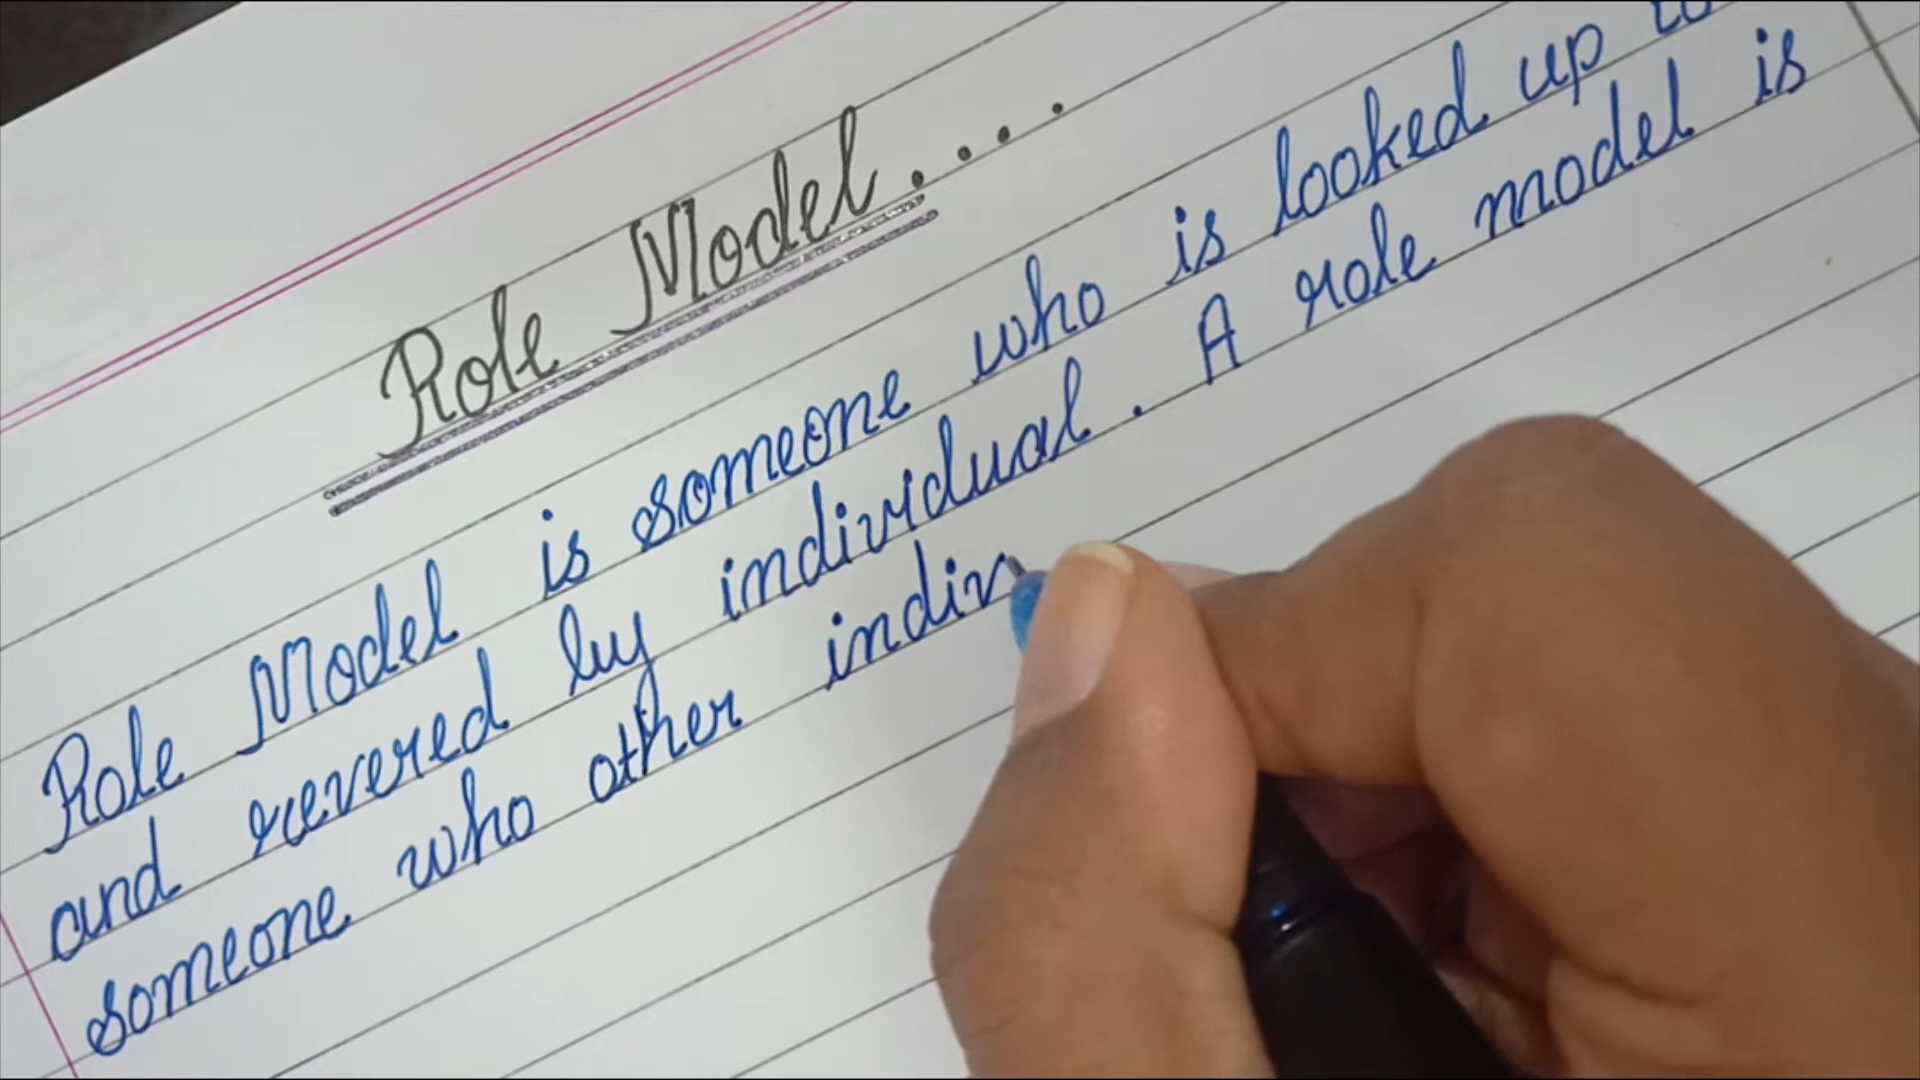 Role Model.....
Role Model is someone who is looked up to
and revered by individual. A role model is
someone who other indiv